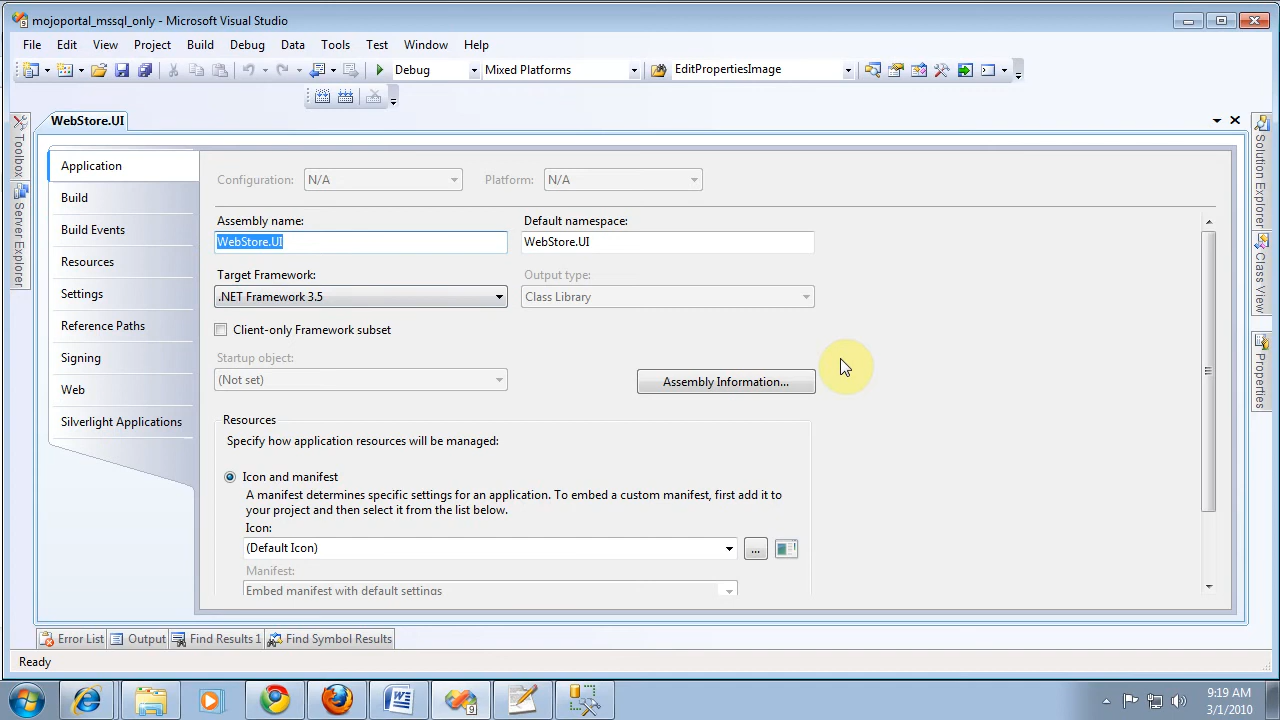 mojoportal_mssql_only - Microsoft Visual Studio
File Edit View Project Build Debug Data Tools Test Window Help
Debug Mixed Platforms EditPropertiesImage
WebStore.UI
Toolbox
Server Explorer
Solution Explorer
Class View
Properties
Application
Build
Build Events
Resources
Settings
Reference Paths
Signing
Web
Silverlight Applications
Configuration: N/A Platform: N/A
Assembly name: Default namespace:
WebStore.UI WebStore.UI
Target Framework: Output type:
.NET Framework 3.5 Class Library
Client-only Framework subset
Startup object:
(Not set) Assembly Information...
Resources
Specify how application resources will be managed:
Icon and manifest
A manifest determines specific settings for an application. To embed a custom manifest, first add it to
your project and then select it from the list below.
Icon:
(Default Icon) ...
Manifest:
Embed manifest with default settings
Error List Output Find Results 1 Find Symbol Results
Ready
9:19 AM
3/1/2010